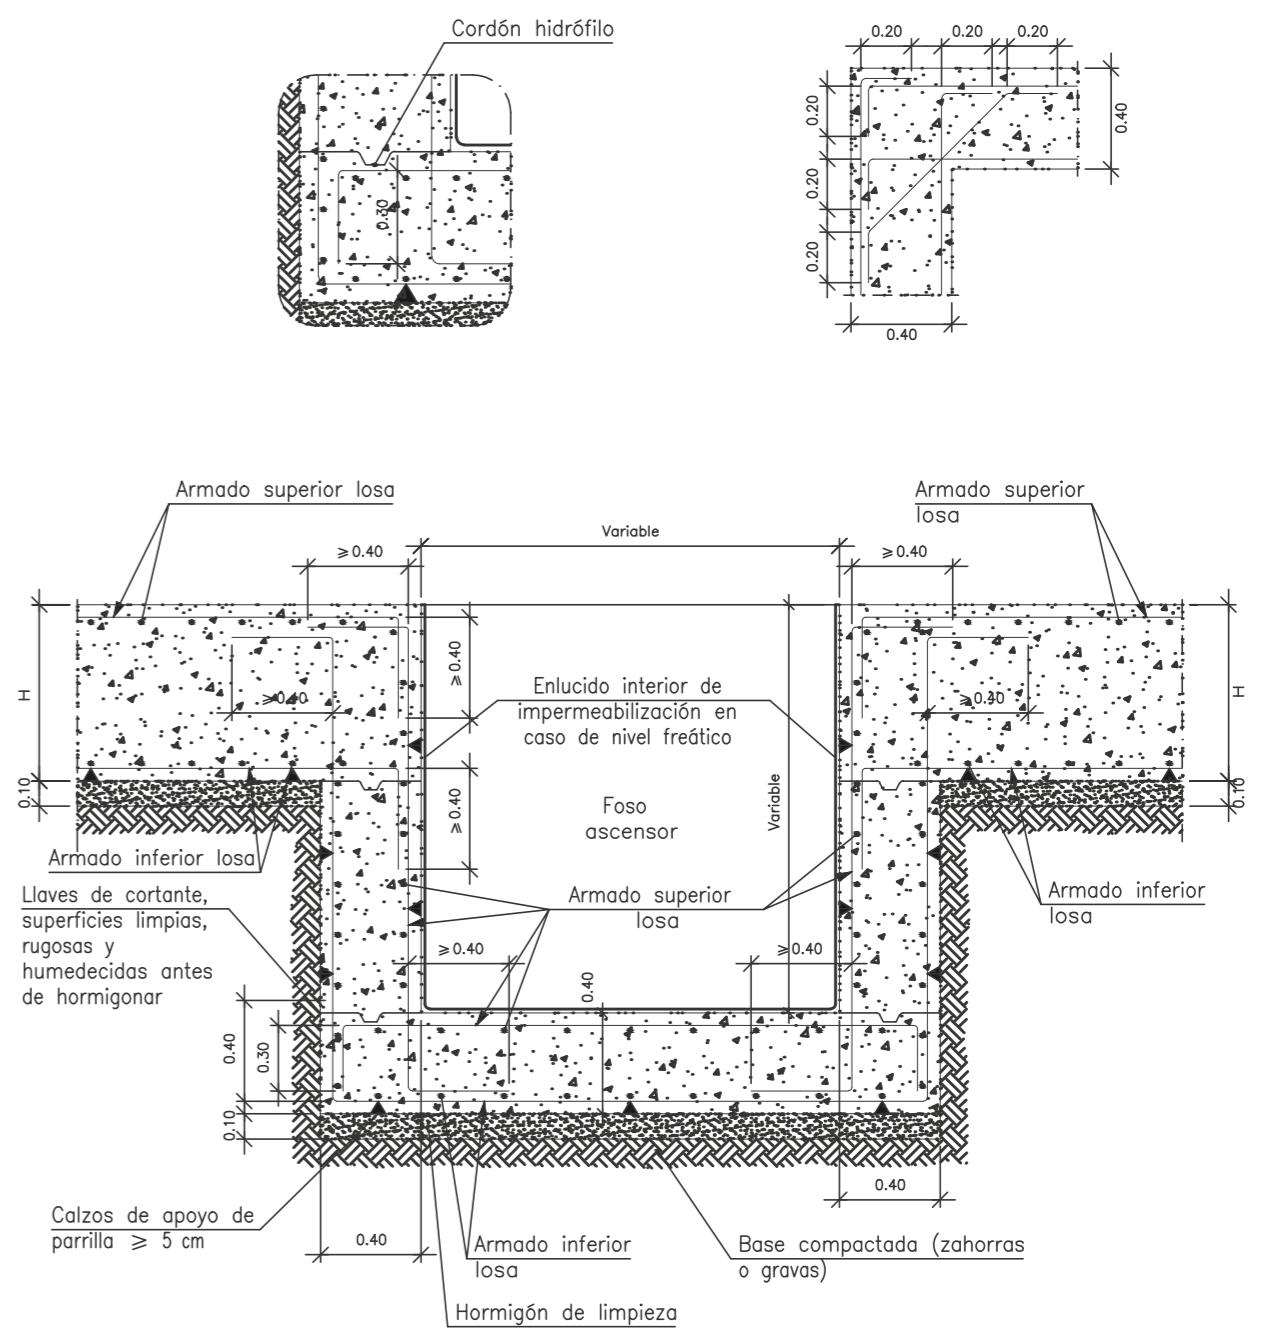 Cordón hidrófilo
0.30
0.20 0.20 0.20
0.20
0.20
0.20
0.40
0.40
Armado superior losa
Armado superior
losa
Variable
≥0.40
≥0.40
≥0.40
≥0.40
≥0.40
H
H
Enlucido interior de
impermeabilización en
caso de nivel freático
0.10
0.10
≥0.40
Variable
Foso
ascensor
Armado inferior losa
Llaves de cortante,
superficies limpias,
rugosas y
humedecidas antes
de hormigonar
Armado superior
losa
Armado inferior
losa
≥0.40
≥0.40
0.40
0.40
0.30
0.10
0.40
0.40
Calzos de apoyo de
parrilla ≥ 5 cm
Armado inferior
losa
Base compactada (zahorras
o gravas)
Hormigón de limpieza